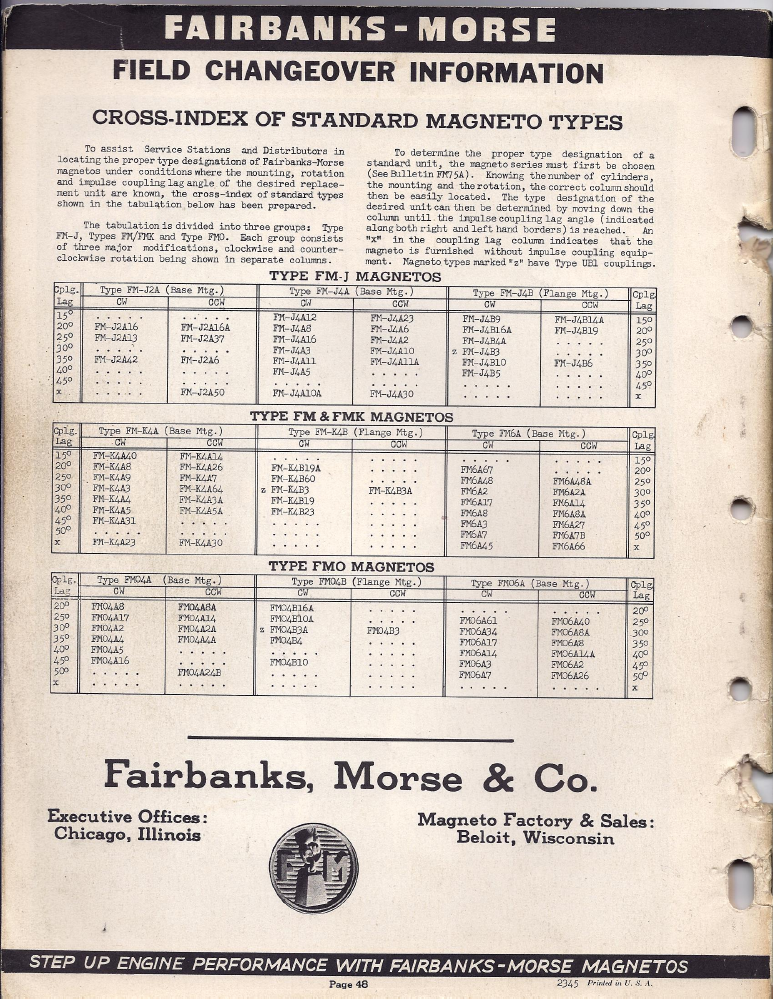 FAIRBANKS-MORSE
FIELD CHANGEOVER INFORMATION
CROSS-INDEX OF STANDARD MAGNETO TYPES
To assist Service Stations and Distributors in
locating the proper type designations of Fairbanks-Morse
magnetos under conditions where the mounting, rotation
and impulse coupling lag angle of the desired replace-
ment unit are known, the cross-index of standard types
shown in the tabulation below has been prepared.
The tabulation is divided into three groups: Type
FM-J, Types FM/FMK and Type FMO. Each group consists
of three major modifications, clockwise and counter-
clockwise rotation being shown in separate columns.
To determine the proper type designation of a
standard unit, the magneto series must first be chosen
(See Bulletin FM75A). Knowing the number of cylinders,
the mounting and the rotation, the correct column should
then be easily located. The type designation of the
desired unit can then be determined by moving down the
column until the impulse coupling lag angle (indicated
along both right and left hand borders) is reached. An
"x" in the coupling lag column indicates that the
magneto is furnished without impulse coupling equip-
ment. Magneto types marked "z" have Type UB1 couplings.
TYPE FM-J MAGNETOS
Cplg. Type FM-J2A (Base Mtg.) Type FM-J4A (Base Mtg.) Type FM-J4B (Flange Mtg.) Cplg.
Lag CW CCW CW CCW CW CCW Lag
15° . . . . . . . . . . FM-J4A12 FM-J4A23 FM-J4B9 FM-J4B14A 15°
20° FM-J2A16 FM-J2A16A FM-J4A8 FM-J4A6 FM-J4B16A FM-J4B19 20°
25° FM-J2A13 FM-J2A37 FM-J4A16 FM-J4A2 FM-J4B4A . . . . . 25°
30° . . . . . . . . . . FM-J4A3 FM-J4A10 z FM-J4B3 . . . . . 30°
35° FM-J2A42 FM-J2A6 FM-J4A11 FM-J4A11A FM-J4B10 FM-J4B6 35°
40° . . . . . . . . . . FM-J4A5 . . . . . FM-J4B5 . . . . . 40°
45° . . . . . . . . . . . . . . . . . . . . . . . . . . . . . . 45°
x . . . . . FM-J2A50 FM-J4A10A FM-J4A30 . . . . . . . . . . x
TYPE FM & FMK MAGNETOS
Cplg. Type FM-K4A (Base Mtg.) Type FM-K4B (Flange Mtg.) Type FM6A (Base Mtg.) Cplg.
Lag CW CCW CW CCW CW CCW Lag
15° FM-K4A40 FM-K4A14 . . . . . . . . . . . . . . . . . . . . 15°
20° FM-K4A8 FM-K4A26 FM-K4B19A . . . . . FM6A67 . . . . . 20°
25° FM-K4A9 FM-K4A7 FM-K4B60 . . . . . FM6A48 FM6A48A 25°
30° FM-K4A3 FM-K4A64 z FM-K4B3 FM-K4B3A FM6A2 FM6A2A 30°
35° FM-K4A4 FM-K4A3A FM-K4B19 . . . . . FM6A17 FM6A14 35°
40° FM-K4A5 FM-K4A5A FM-K4B23 . . . . . FM6A8 FM6A8A 40°
45° FM-K4A31 . . . . . . . . . . . . . . . FM6A3 FM6A27 45°
50° . . . . . . . . . . . . . . . . . . . . FM6A7 FM6A7B 50°
x FM-K4A23 FM-K4A30 . . . . . . . . . . FM6A45 FM6A66 x
TYPE FMO MAGNETOS
Cplg. Type FMO4A (Base Mtg.) Type FMO4B (Flange Mtg.) Type FMO6A (Base Mtg.) Cplg.
Lag CW CCW CW CCW CW CCW Lag
20° FMO4A8 FMO4A8A FMO4B16A . . . . . . . . . . . . . . . 20°
25° FMO4A17 FMO4A14 FMO4B10A . . . . . FMO6A61 FMO6A40 25°
30° FMO4A2 FMO4A2A z FMO4B3A FMO4B3 FMO6A34 FMO6A8A 30°
35° FMO4A4 FMO4A4A FMO4B4 . . . . . FMO6A17 FMO6A8 35°
40° FMO4A5 . . . . . . . . . . . . . . . FMO6A14 FMO6A14A 40°
45° FMO4A16 . . . . . FMO4B10 . . . . . FMO6A3 FMO6A2 45°
50° . . . . . FMO4A24B . . . . . . . . . . FMO6A7 FMO6A26 50°
x . . . . . . . . . . . . . . . . . . . . . . . . . . . . . . x
Fairbanks, Morse & Co.
Executive Offices:
Chicago, Illinois
Magneto Factory & Sales:
Beloit, Wisconsin
F M
STEP UP ENGINE PERFORMANCE WITH FAIRBANKS-MORSE MAGNETOS
Page 48
2345 Printed in U. S. A.